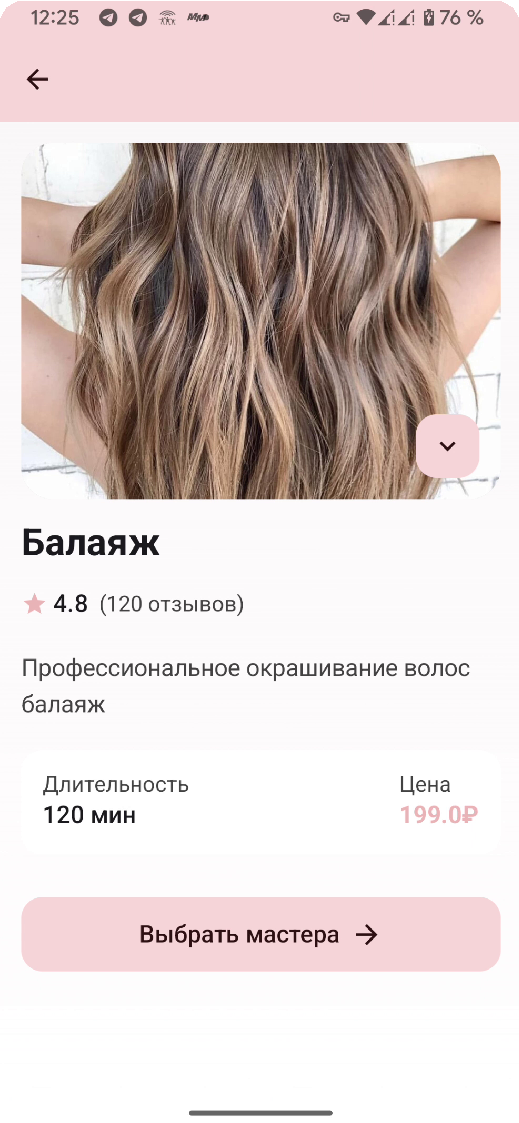 12:25 76 %
Балаяж
4.8 (120 отзывов)
Профессиональное окрашивание волос
балаяж
Длительность Цена
120 мин 199.0₽
Выбрать мастера →